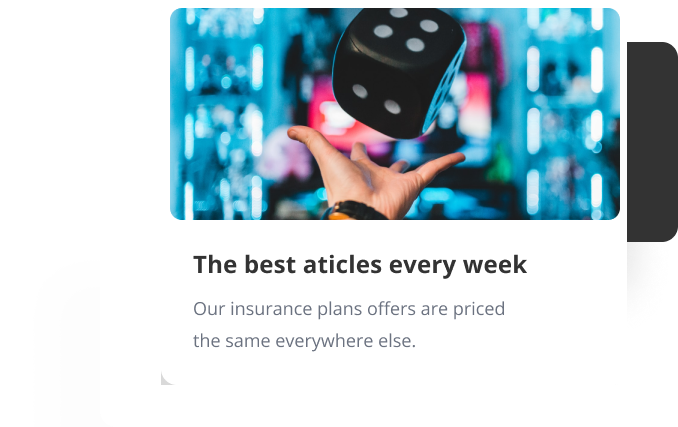 The best aticles every week
Our insurance plans offers are priced
the same everywhere else.